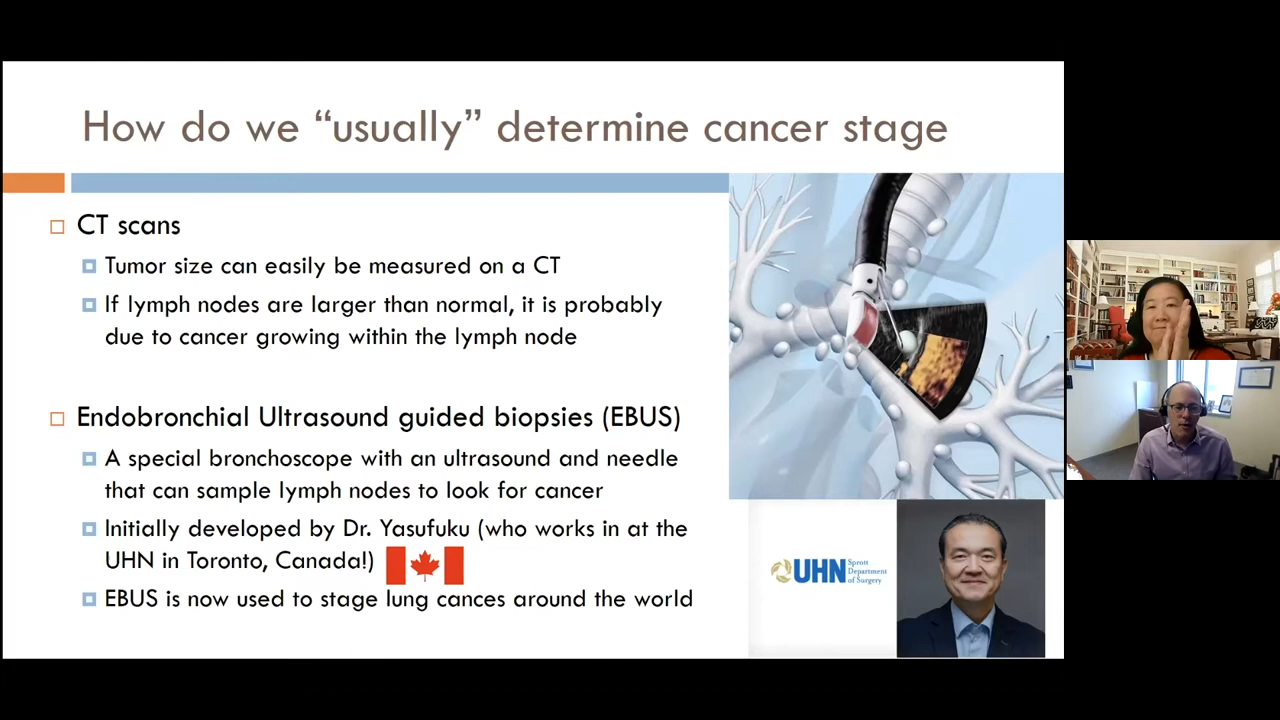 How do we “usually” determine cancer stage
CT scans
Tumor size can easily be measured on a CT
If lymph nodes are larger than normal, it is probably
due to cancer growing within the lymph node
Endobronchial Ultrasound guided biopsies (EBUS)
A special bronchoscope with an ultrasound and needle
that can sample lymph nodes to look for cancer
Initially developed by Dr. Yasufuku (who works in at the
UHN in Toronto, Canada!)
EBUS is now used to stage lung cances around the world
UHN
Sprott
Department
of Surgery